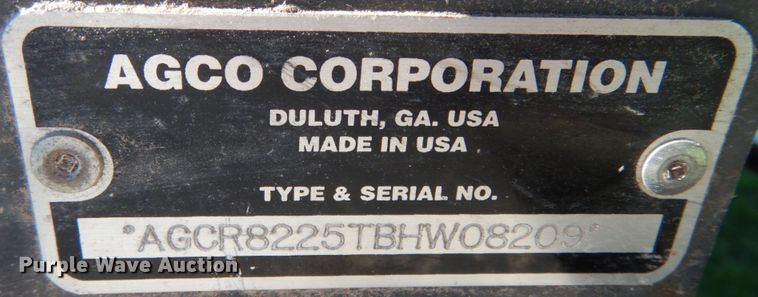 AGCO CORPORATION
DULUTH, GA. USA
MADE IN USA
TYPE & SERIAL NO.
*AGCR8225TBHW08209*
Purple Wave Auction